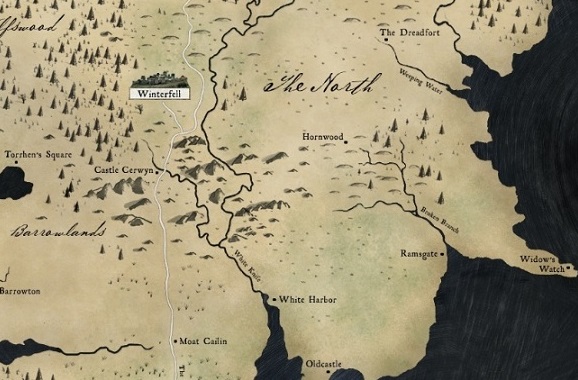 lfswood
The Dreadfort
Weeping Water
The North
Winterfell
Hornwood
Torrhen's Square
Castle Cerwyn
Barrowlands
Broken Branch
White Knife
Ramsgate
Widow's
Watch
Barrowton
White Harbor
Moat Cailin
Oldcastle